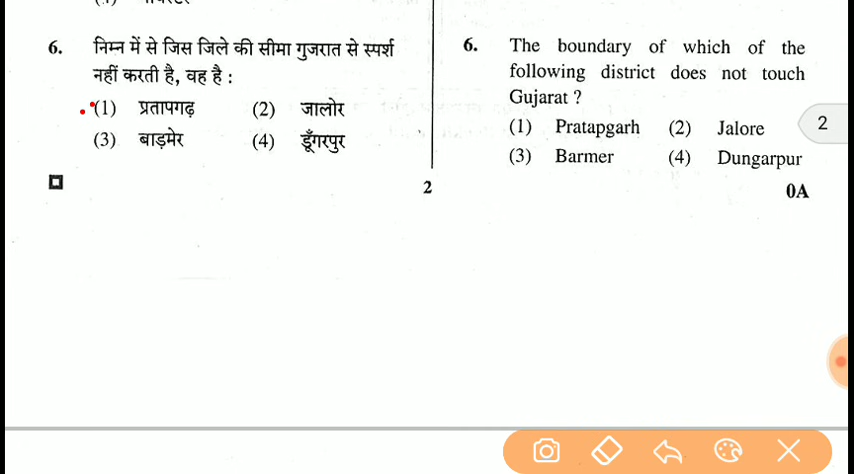 6. निम्न में से जिस जिले की सीमा गुजरात से स्पर्श
नहीं करती है, वह है :
(1) प्रतापगढ़ (2) जालोर
(3) बाड़मेर (4) डूँगरपुर
6. The boundary of which of the
following district does not touch
Gujarat ?
(1) Pratapgarh (2) Jalore
(3) Barmer (4) Dungarpur
2
2
0A